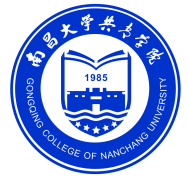 南昌大学共青学院
1985
GONGQING COLLEGE OF NANCHANG UNIVERSITY